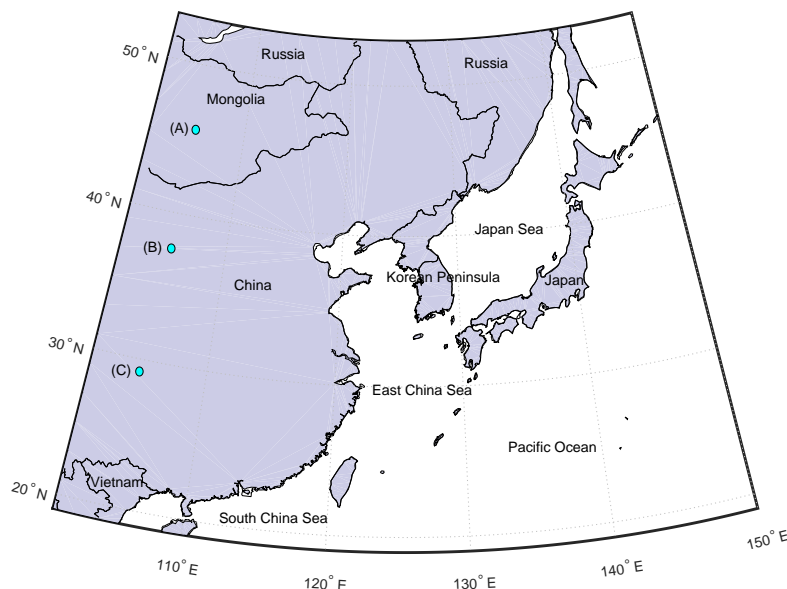 50° N
Russia
Russia
Mongolia
(A)
40° N
Japan Sea
(B)
Korean Peninsula
China
Japan
30° N
(C)
East China Sea
Pacific Ocean
Vietnam
20° N
South China Sea
110° E
120° E
130° E
140° E
150° E